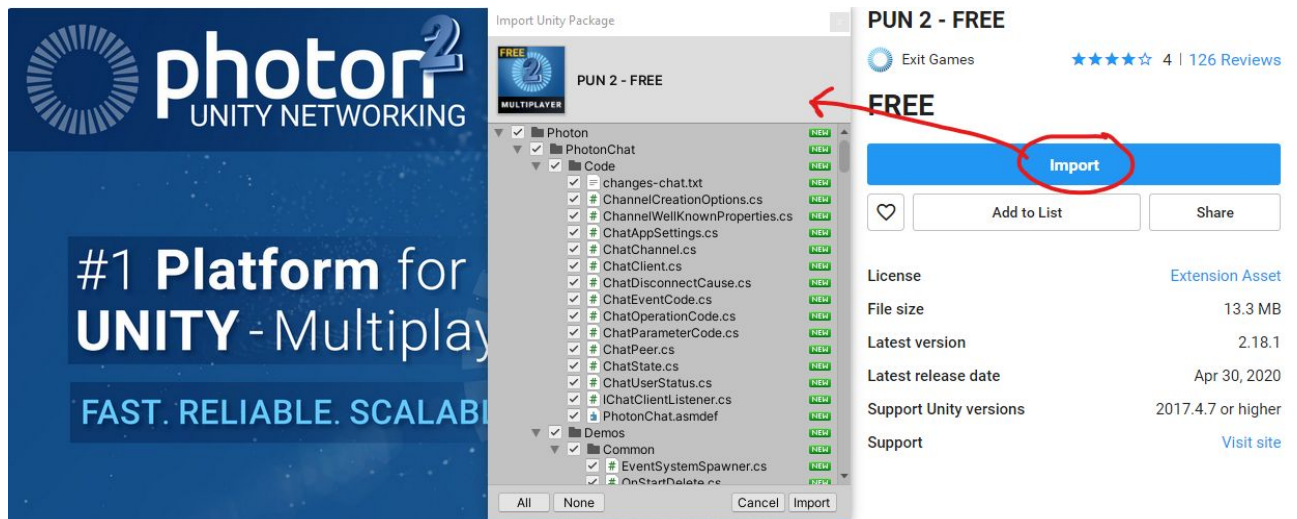 photon2
UNITY NETWORKING
#1 Platform for
UNITY - Multiplay
FAST. RELIABLE. SCALABL
Import Unity Package
FREE
2
MULTIPLAYER
PUN 2 - FREE
Photon NEW
PhotonChat NEW
Code NEW
changes-chat.txt NEW
# ChannelCreationOptions.cs NEW
# ChannelWellKnownProperties.cs NEW
# ChatAppSettings.cs NEW
# ChatChannel.cs NEW
# ChatClient.cs NEW
# ChatDisconnectCause.cs NEW
# ChatEventCode.cs NEW
# ChatOperationCode.cs NEW
# ChatParameterCode.cs NEW
# ChatPeer.cs NEW
# ChatState.cs NEW
# ChatUserStatus.cs NEW
# IChatClientListener.cs NEW
PhotonChat.asmdef NEW
Demos NEW
Common NEW
# EventSystemSpawner.cs NEW
# OnStartDelete.cs NEW
All None Cancel Import
PUN 2 - FREE
Exit Games 4 | 126 Reviews
FREE
Import
Add to List Share
License Extension Asset
File size 13.3 MB
Latest version 2.18.1
Latest release date Apr 30, 2020
Support Unity versions 2017.4.7 or higher
Support Visit site